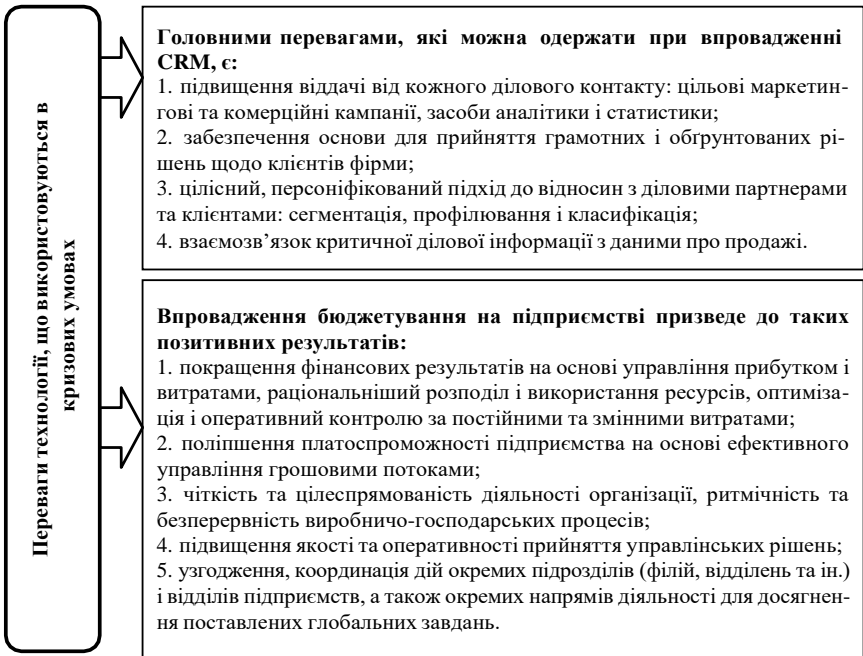 Переваги технології, що використовуються в
кризових умовах
Головними перевагами, які можна одержати при впровадженні
CRM, є:
1. підвищення віддачі від кожного ділового контакту: цільові маркетин-
гові та комерційні кампанії, засоби аналітики і статистики;
2. забезпечення основи для прийняття грамотних і обґрунтованих рі-
шень щодо клієнтів фірми;
3. цілісний, персоніфікований підхід до відносин з діловими партнерами
та клієнтами: сегментація, профілювання і класифікація;
4. взаємозв’язок критичної ділової інформації з даними про продажі.
Впровадження бюджетування на підприємстві призведе до таких
позитивних результатів:
1. покращення фінансових результатів на основі управління прибутком і
витратами, раціональніший розподіл і використання ресурсів, оптиміза-
ція і оперативний контролю за постійними та змінними витратами;
2. поліпшення платоспроможності підприємства на основі ефективного
управління грошовими потоками;
3. чіткість та цілеспрямованість діяльності організації, ритмічність та
безперервність виробничо-господарських процесів;
4. підвищення якості та оперативності прийняття управлінських рішень;
5. узгодження, координація дій окремих підрозділів (філій, відділень та ін.)
і відділів підприємств, а також окремих напрямів діяльності для досягнен-
ня поставлених глобальних завдань.